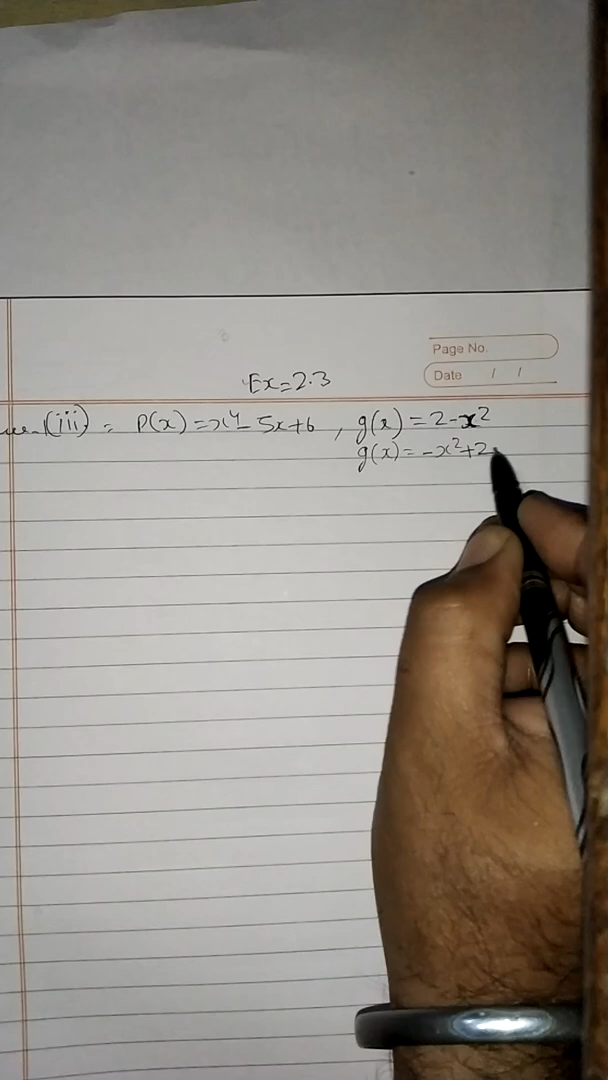 Page No.
Date / /
Ex=2.3
(iii) = P(x)=x⁴-5x+6, g(x)=2-x²
g(x)=-x²+2